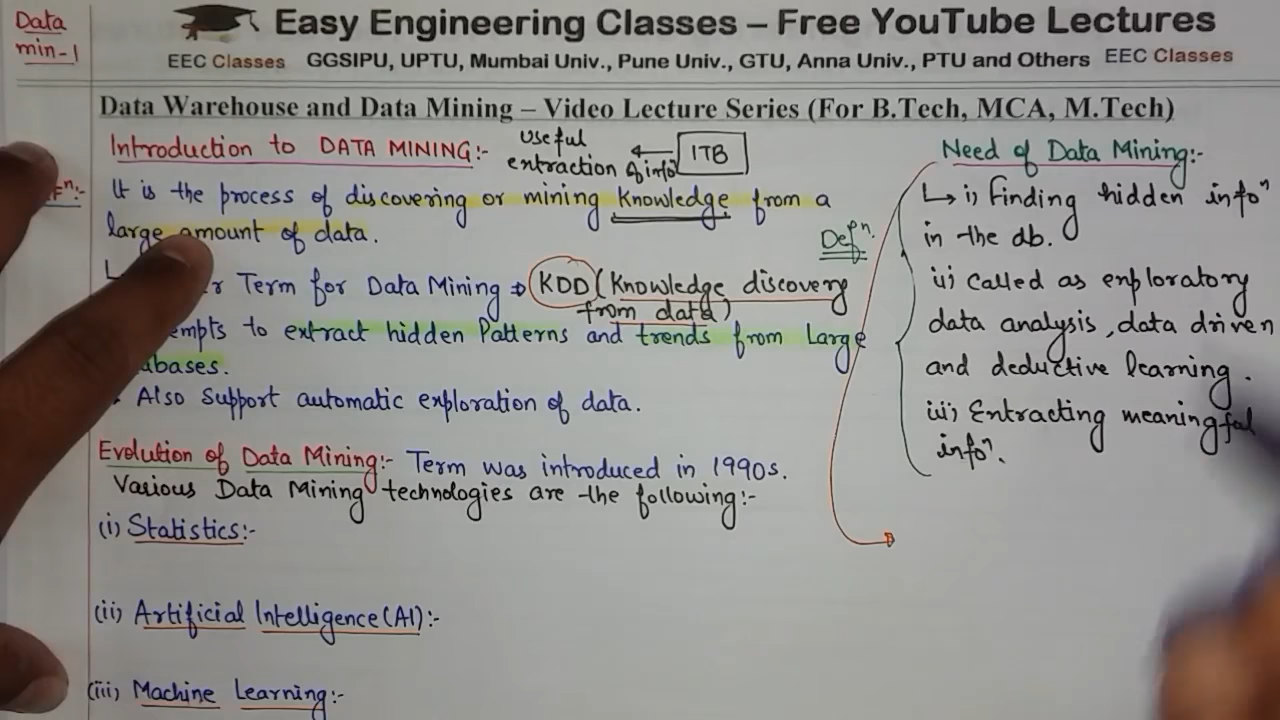 Data
min-1
Easy Engineering Classes – Free YouTube Lectures
EEC Classes GGSIPU, UPTU, Mumbai Univ., Pune Univ., GTU, Anna Univ., PTU and Others EEC Classes
Data Warehouse and Data Mining – Video Lecture Series (For B.Tech, MCA, M.Tech)
Introduction to DATA MINING:-
useful
extraction of info
1TB
It is the process of discovering or mining knowledge from a
large amount of data.
Defⁿ.
Term for Data Mining ⇒ KDD (Knowledge discovery
from data)
to extract hidden Patterns and trends from Large
Also Support automatic exploration of data.
Evolution of Data Mining:- Term was introduced in 1990s.
Various Data Mining technologies are the following:-
(i) Statistics:-
(ii) Artificial Intelligence (AI):-
(iii) Machine Learning:-
Need of Data Mining:-
↳ i) Finding hidden infoⁿ
in the db.
ii) called as exploratory
data analysis, data driven
and deductive learning.
iii) Extracting meaningful
infoⁿ.